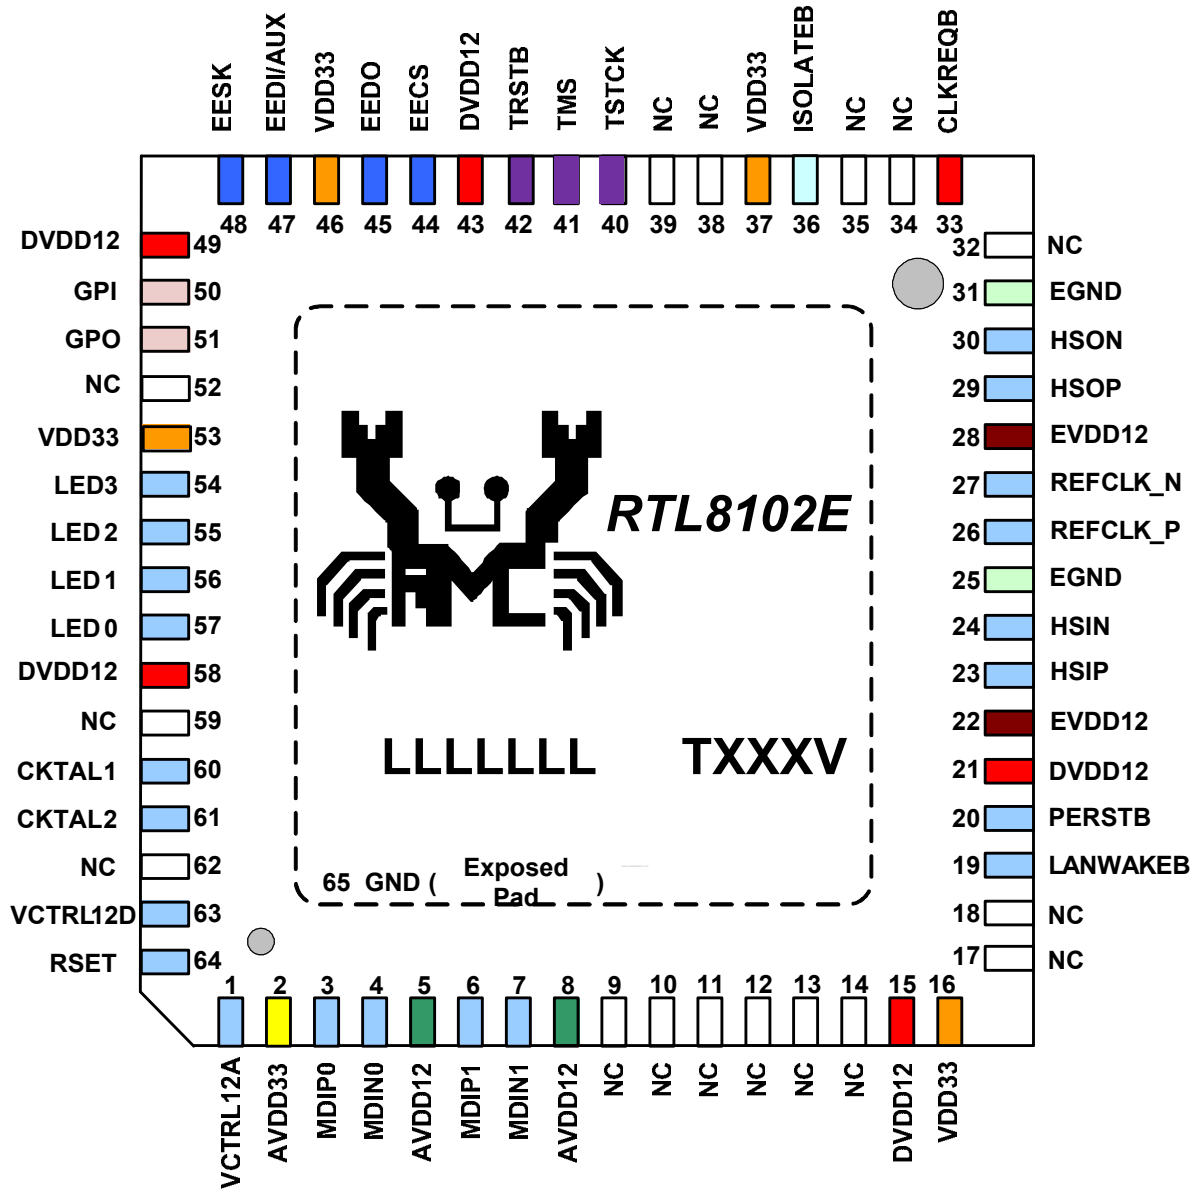 EESK
EEDI/AUX
VDD33
EEDO
EECS
DVDD12
TRSTB
TMS
TSTCK
NC
NC
VDD33
ISOLATEB
NC
NC
CLKREQB
48 47 46 45 44 43 42 41 40 39 38 37 36 35 34 33
DVDD12 49
GPI 50
GPO 51
NC 52
VDD33 53
LED3 54
LED2 55
LED1 56
LED0 57
DVDD12 58
NC 59
CKTAL1 60
CKTAL2 61
NC 62
VCTRL12D 63
RSET 64
32 NC
31 EGND
30 HSON
29 HSOP
28 EVDD12
27 REFCLK_N
26 REFCLK_P
25 EGND
24 HSIN
23 HSIP
22 EVDD12
21 DVDD12
20 PERSTB
19 LANWAKEB
18 NC
17 NC
RTL8102E
LLLLLLL TXXXV
65 GND ( Exposed )
Pad
1 2 3 4 5 6 7 8 9 10 11 12 13 14 15 16
VCTRL12A
AVDD33
MDIP0
MDIN0
AVDD12
MDIP1
MDIN1
AVDD12
NC
NC
NC
NC
NC
NC
DVDD12
VDD33